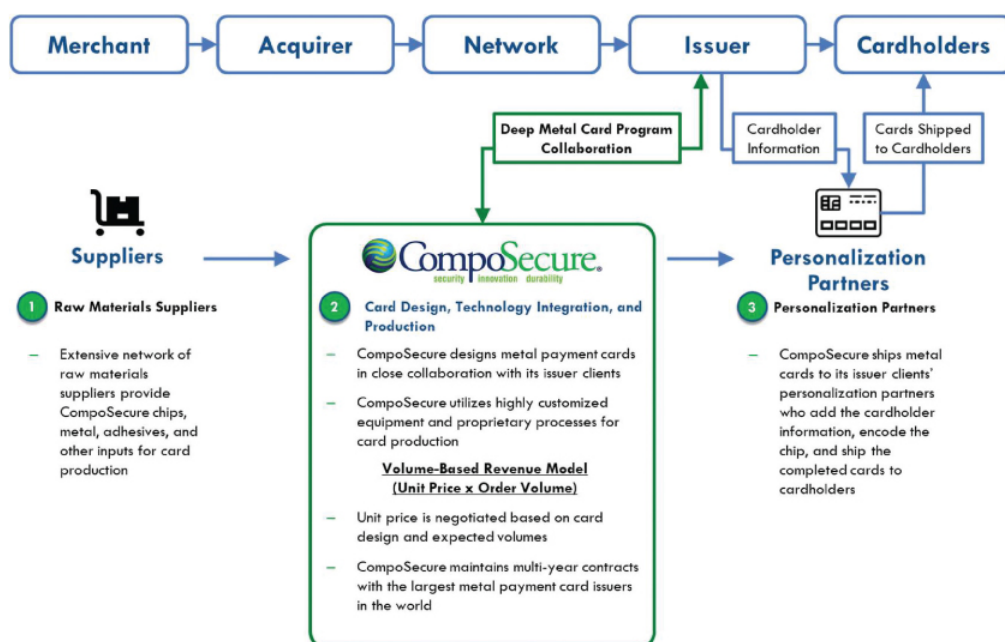 Merchant
Acquirer
Network
Issuer
Cardholders
Deep Metal Card Program
Collaboration
Cardholder
Information
Cards Shipped
to Cardholders
Suppliers
1 Raw Materials Suppliers
– Extensive network of
raw materials
suppliers provide
CompoSecure chips,
metal, adhesives, and
other inputs for card
production
CompoSecure®
security innovation durability
2 Card Design, Technology Integration, and
Production
– CompoSecure designs metal payment cards
in close collaboration with its issuer clients
– CompoSecure utilizes highly customized
equipment and proprietary processes for
card production
Volume-Based Revenue Model
(Unit Price x Order Volume)
– Unit price is negotiated based on card
design and expected volumes
– CompoSecure maintains multi-year contracts
with the largest metal payment card issuers
in the world
Personalization
Partners
3 Personalization Partners
– CompoSecure ships metal
cards to its issuer clients’
personalization partners
who add the cardholder
information, encode the
chip, and ship the
completed cards to
cardholders